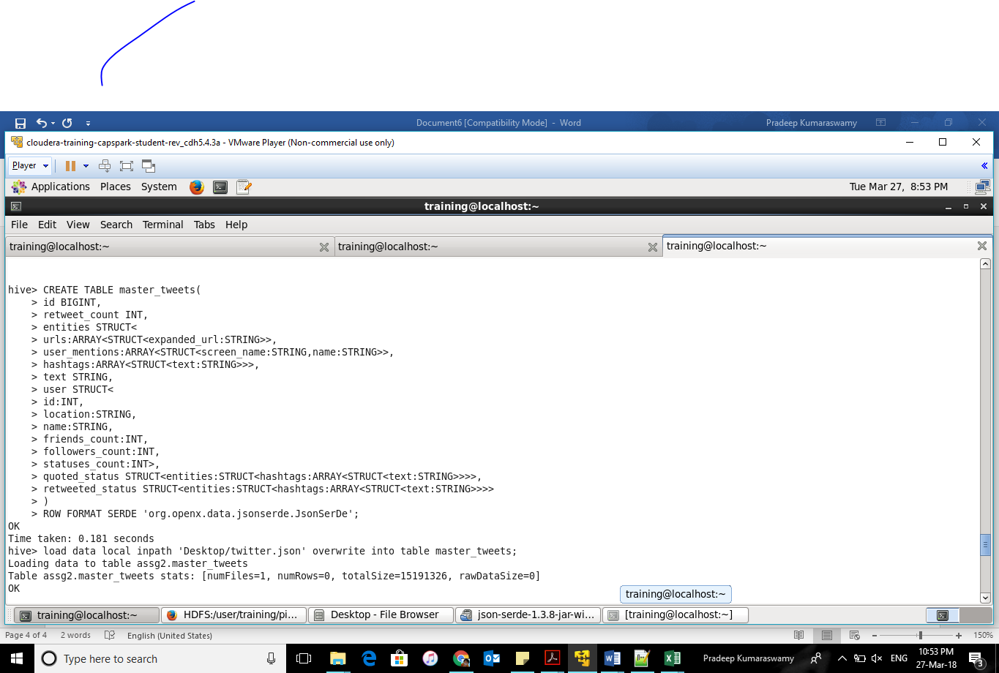 Document6 [Compatibility Mode] - Word
Pradeep Kumaraswamy
cloudera-training-capspark-student-rev_cdh5.4.3a - VMware Player (Non-commercial use only)
Player
Applications Places System
Tue Mar 27, 8:53 PM
training@localhost:~
File Edit View Search Terminal Tabs Help
training@localhost:~
training@localhost:~
training@localhost:~
hive> CREATE TABLE master_tweets(
> id BIGINT,
> retweet_count INT,
> entities STRUCT<
> urls:ARRAY<STRUCT<expanded_url:STRING>>,
> user_mentions:ARRAY<STRUCT<screen_name:STRING,name:STRING>>,
> hashtags:ARRAY<STRUCT<text:STRING>>>,
> text STRING,
> user STRUCT<
> id:INT,
> location:STRING,
> name:STRING,
> friends_count:INT,
> followers_count:INT,
> statuses_count:INT>,
> quoted_status STRUCT<entities:STRUCT<hashtags:ARRAY<STRUCT<text:STRING>>>>,
> retweeted_status STRUCT<entities:STRUCT<hashtags:ARRAY<STRUCT<text:STRING>>>>
> )
> ROW FORMAT SERDE 'org.openx.data.jsonserde.JsonSerDe';
OK
Time taken: 0.181 seconds
hive> load data local inpath 'Desktop/twitter.json' overwrite into table master_tweets;
Loading data to table assg2.master_tweets
Table assg2.master_tweets stats: [numFiles=1, numRows=0, totalSize=15191326, rawDataSize=0]
OK
training@localhost:~
training@localhost:~
HDFS:/user/training/pi...
Desktop - File Browser
json-serde-1.3.8-jar-wi...
[training@localhost:~]
Page 4 of 4 2 words English (United States) 150%
Type here to search
Pradeep Kumaraswamy
ENG
10:53 PM
27-Mar-18
3